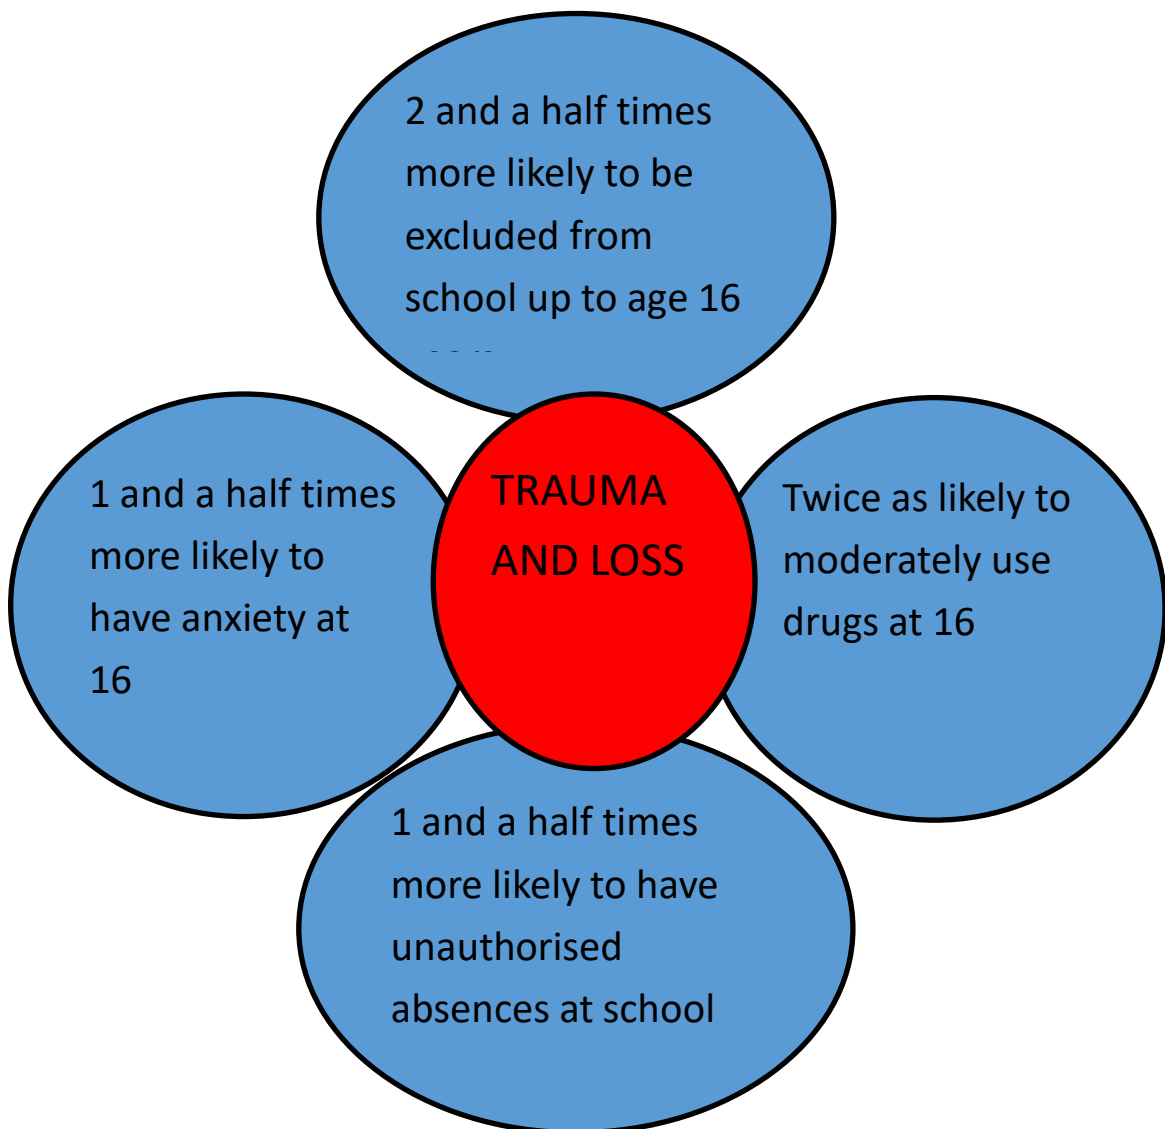 2 and a half times
more likely to be
excluded from
school up to age 16
1 and a half times
more likely to
have anxiety at
16
TRAUMA
AND LOSS
Twice as likely to
moderately use
drugs at 16
1 and a half times
more likely to have
unauthorised
absences at school